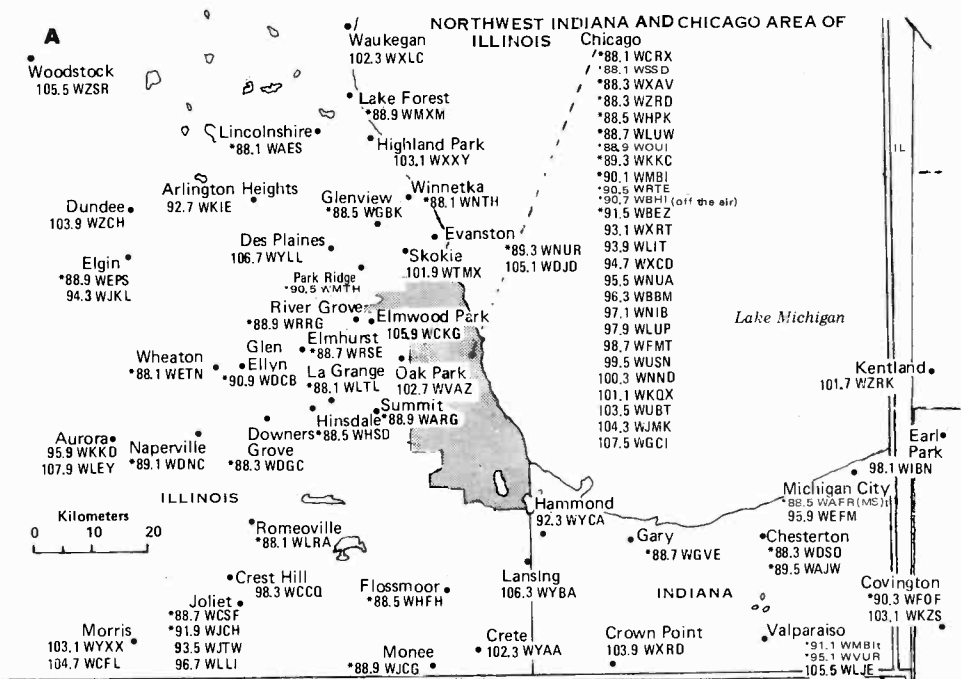 A
NORTHWEST INDIANA AND CHICAGO AREA OF
ILLINOIS
Waukegan
102.3 WXLC
Woodstock
105.5 WZSR
Lake Forest
*88.9 WMXM
Lincolnshire
*88.1 WAES
Highland Park
103.1 WXXY
Arlington Heights
92.7 WKIE
Glenview
*88.5 WGBK
Winnetka
*88.1 WNTH
Dundee
103.9 WZCH
Des Plaines
106.7 WYLL
Evanston
*89.3 WNUR
105.1 WDJD
Skokie
101.9 WTMX
Elgin
*88.9 WEPS
94.3 WJKL
Park Ridge
*90.5 WMTH
River Grove
*88.9 WRRG
Elmwood Park
105.9 WCKG
Elmhurst
*88.7 WRSE
Glen
Ellyn
*90.9 WDCB
Wheaton
*88.1 WETN
La Grange
*88.1 WLTL
Oak Park
102.7 WVAZ
Summit
*88.9 WARG
Hinsdale
*88.5 WHSD
Downers
Grove
*88.3 WDGC
Aurora
95.9 WKKD
107.9 WLEY
Naperville
*89.1 WDNC
Chicago
*88.1 WCRX
*88.1 WSSD
*88.3 WXAV
*88.3 WZRD
*88.5 WHPK
*88.7 WLUW
*88.9 WOUI
*89.3 WKKC
*90.1 WMBI
*90.5 WRTE
*90.7 WBHI (off the air)
*91.5 WBEZ
93.1 WXRT
93.9 WLIT
94.7 WXCD
95.5 WNUA
96.3 WBBM
97.1 WNIB
97.9 WLUP
98.7 WFMT
99.5 WUSN
100.3 WNND
101.1 WKQX
103.5 WUBT
104.3 WJMK
107.5 WGCI
IL
Lake Michigan
Kentland
101.7 WZRK
Earl
Park
98.1 WIBN
ILLINOIS
Kilometers
0 10 20
Romeoville
*88.1 WLRA
Crest Hill
98.3 WCCQ
Joliet
*88.7 WCSF
*91.9 WJCH
93.5 WJTW
96.7 WLLI
Morris
103.1 WYXX
104.7 WCFL
Flossmoor
*88.5 WHFH
Monee
*88.9 WJCG
Crete
102.3 WYAA
Hammond
92.3 WYCA
Lansing
106.3 WYBA
Gary
*88.7 WGVE
INDIANA
Crown Point
103.9 WXRD
Michigan City
*88.5 WAFR(MS)t
95.9 WEFM
Chesterton
*88.3 WDSO
*89.5 WAJW
Covington
*90.3 WFOF
103.1 WKZS
Valparaiso
*91.1 WMBIt
*95.1 WVUR
105.5 WLJE